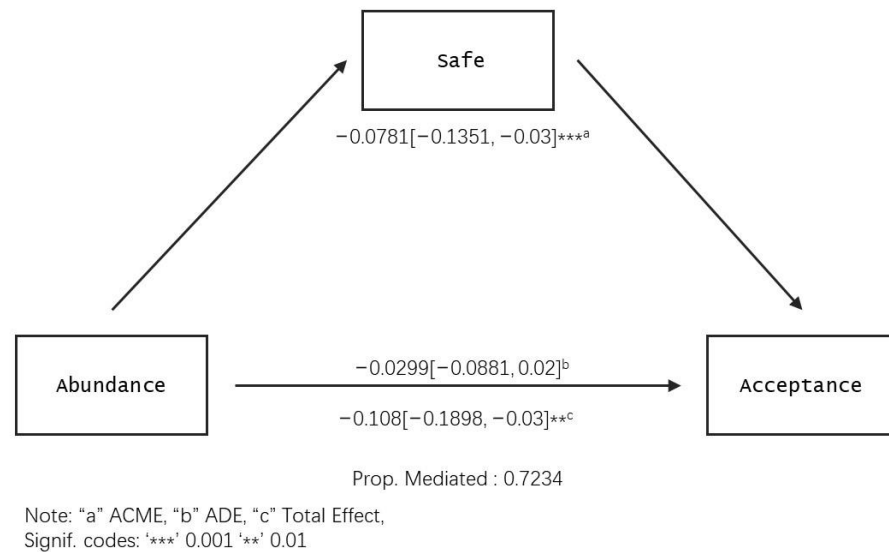 Safe
−0.0781[−0.1351, −0.03]***a
Abundance
−0.0299[−0.0881, 0.02]b
Acceptance
−0.108[−0.1898, −0.03]**c
Prop. Mediated : 0.7234
Note: “a” ACME, “b” ADE, “c” Total Effect,
Signif. codes: ‘***’ 0.001 ‘**’ 0.01